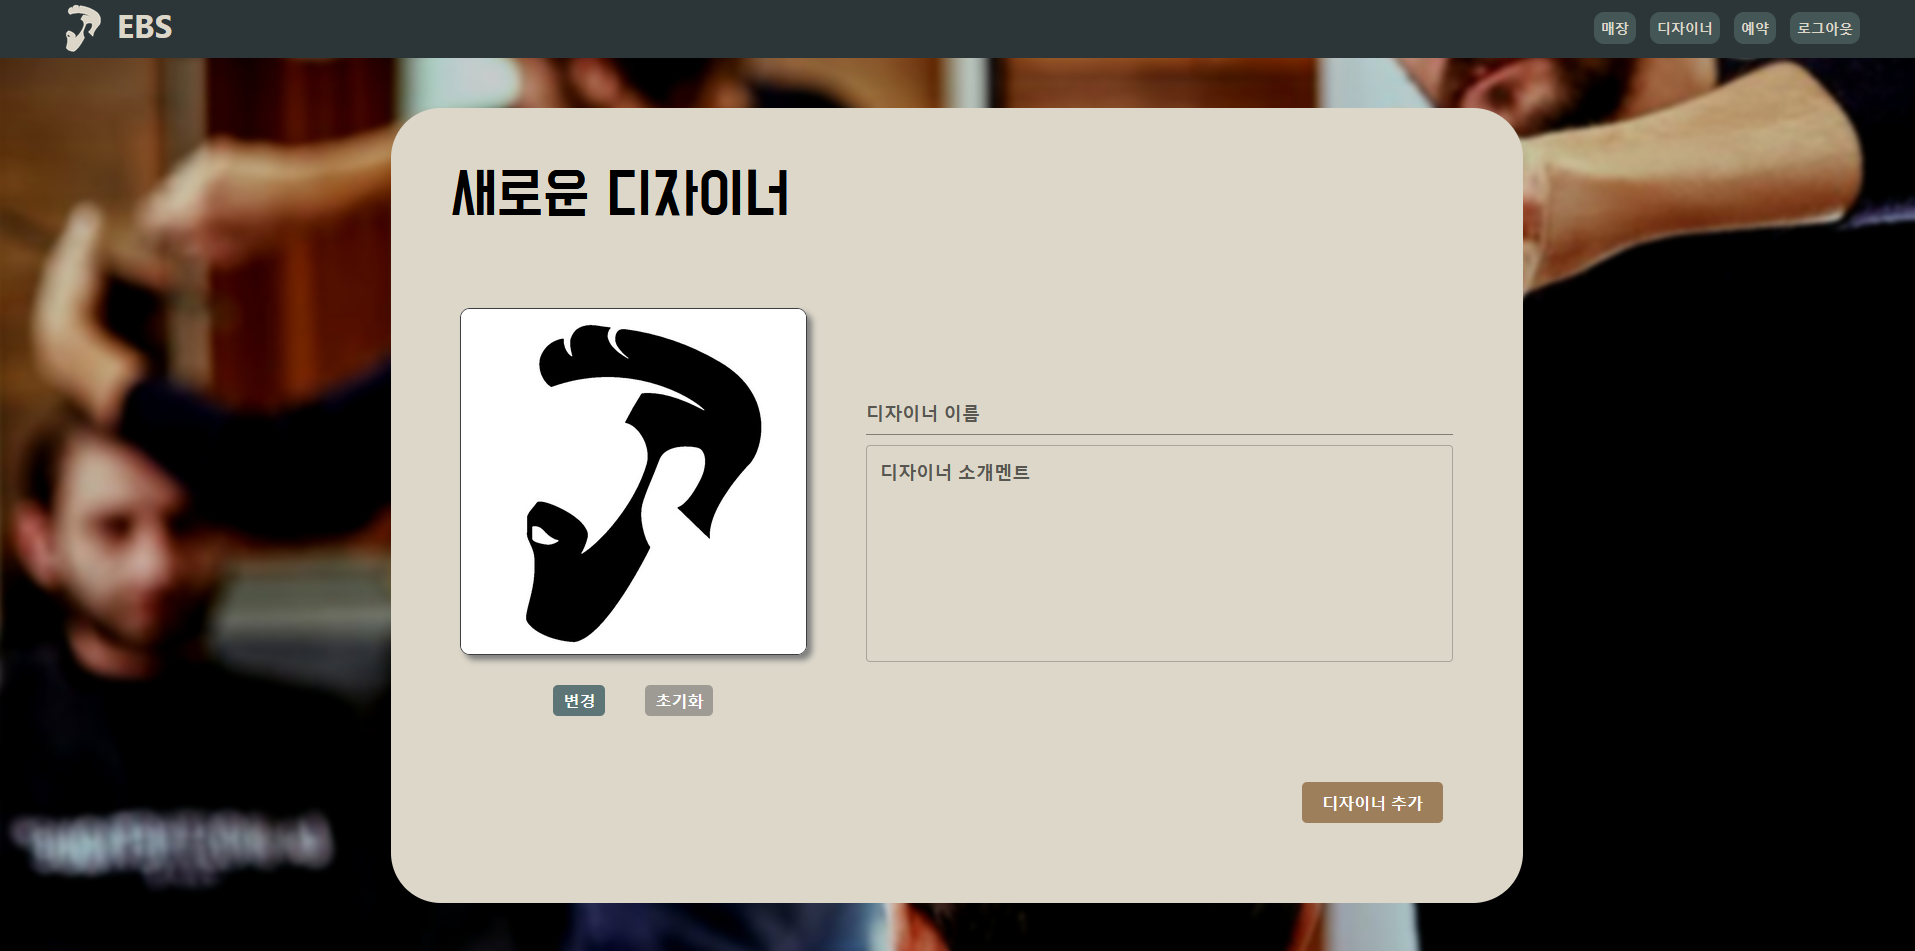 EBS
매장 디자이너 예약 로그아웃
새로운 디자이너
디자이너 이름
디자이너 소개멘트
변경 초기화
디자이너 추가